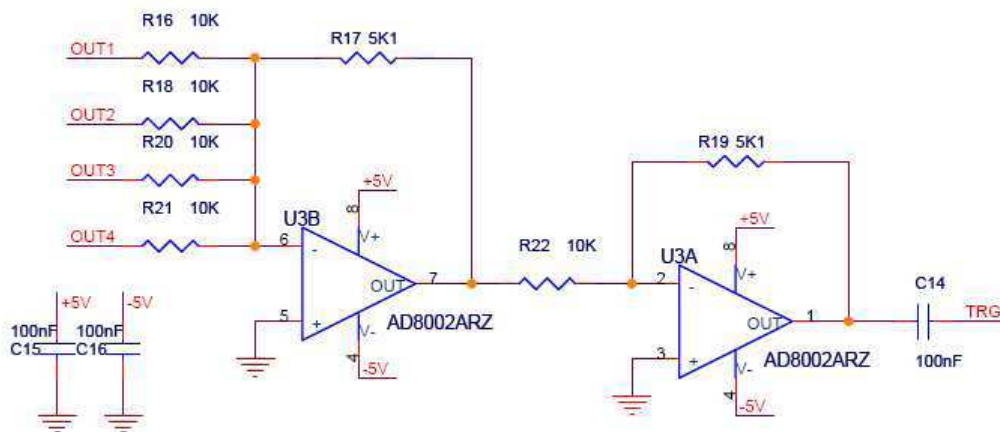 R16 10K
R17 5K1
OUT1
R18 10K
OUT2
R20 10K
OUT3
R21 10K
OUT4
U3B
+5V
8
V+
6
-
OUT
7
5
+
V-
4
-5V
AD8002ARZ
R22 10K
R19 5K1
U3A
+5V
8
V+
2
-
OUT
1
3
+
V-
4
-5V
AD8002ARZ
C14
100nF
TRG
+5V
100nF
C15
-5V
100nF
C16